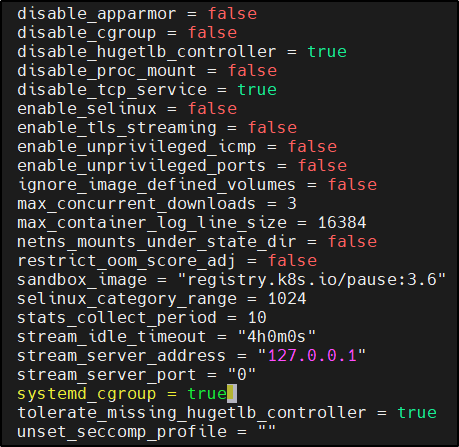 disable_apparmor = false
disable_cgroup = false
disable_hugetlb_controller = true
disable_proc_mount = false
disable_tcp_service = true
enable_selinux = false
enable_tls_streaming = false
enable_unprivileged_icmp = false
enable_unprivileged_ports = false
ignore_image_defined_volumes = false
max_concurrent_downloads = 3
max_container_log_line_size = 16384
netns_mounts_under_state_dir = false
restrict_oom_score_adj = false
sandbox_image = "registry.k8s.io/pause:3.6"
selinux_category_range = 1024
stats_collect_period = 10
stream_idle_timeout = "4h0m0s"
stream_server_address = "127.0.0.1"
stream_server_port = "0"
systemd_cgroup = true
tolerate_missing_hugetlb_controller = true
unset_seccomp_profile = ""